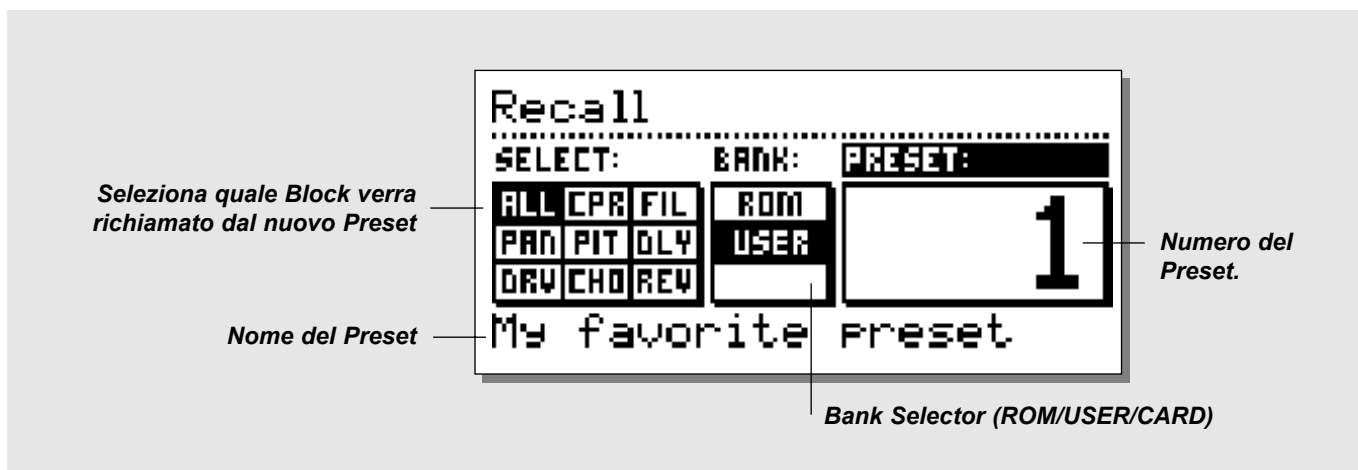 Recall
SELECT: BANK: PRESET:
Seleziona quale Block verra
richiamato dal nuovo Preset
ALL CPR FIL ROM
PAN PIT DLY USER
DRV CHO REV
1
Numero del
Preset.
Nome del Preset
My favorite preset
Bank Selector (ROM/USER/CARD)